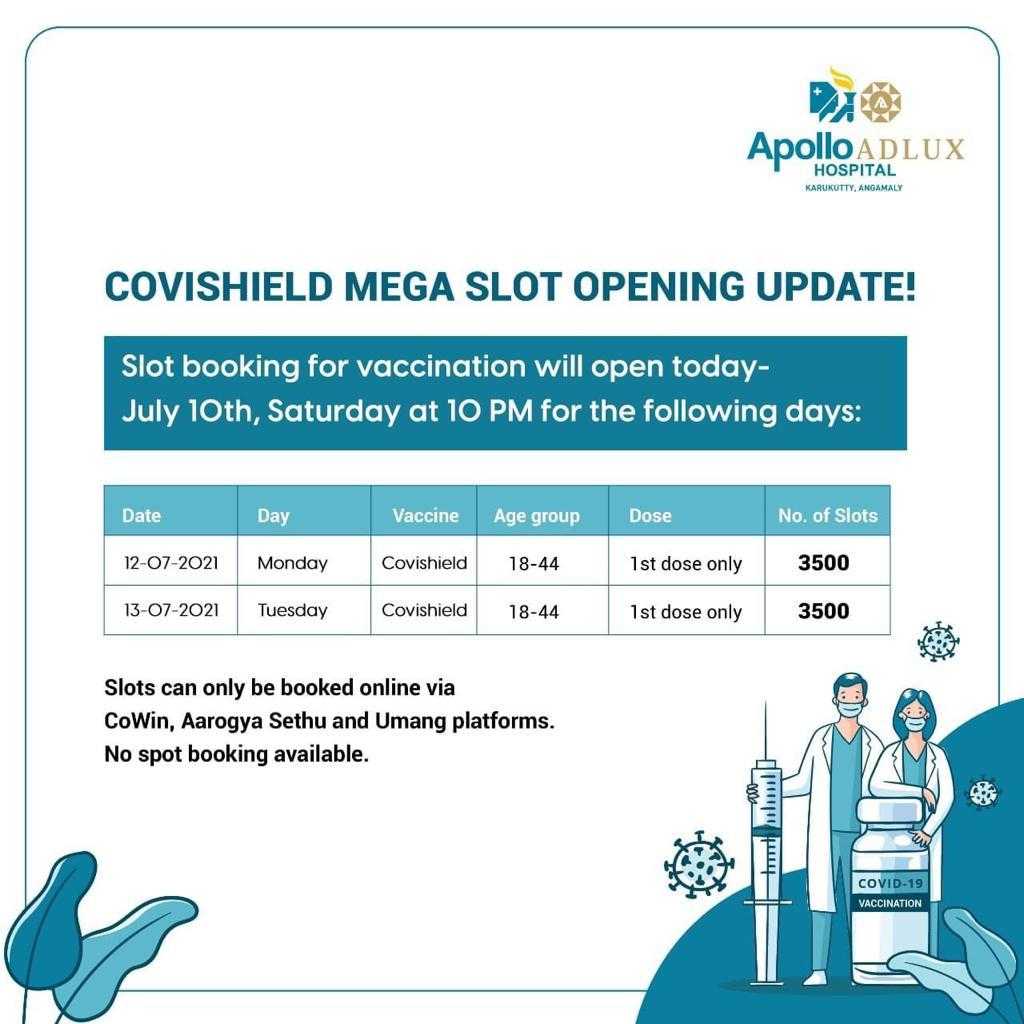 Apollo ADLUX
HOSPITAL
KARUKUTTY, ANGAMALY
COVISHIELD MEGA SLOT OPENING UPDATE!
Slot booking for vaccination will open today-
July 10th, Saturday at 10 PM for the following days:
Date Day Vaccine Age group Dose No. of Slots
12-07-2021 Monday Covishield 18-44 1st dose only 3500
13-07-2021 Tuesday Covishield 18-44 1st dose only 3500
Slots can only be booked online via
CoWin, Aarogya Sethu and Umang platforms.
No spot booking available.
COVID-19
VACCINATION